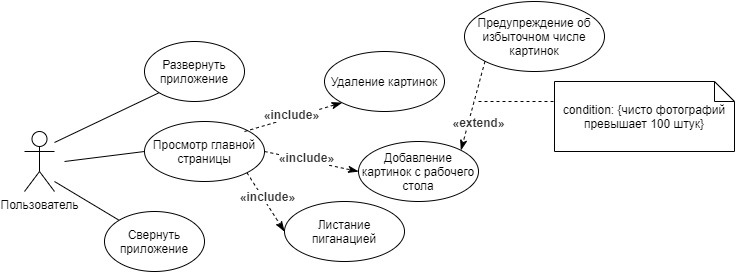 Предупреждение об
избыточном числе
картинок
Развернуть
приложение
Удаление картинок
condition: {чисто фотографий
превышает 100 штук}
«include»
«extend»
Просмотр главной
страницы
«include»
Добавление
картинок с рабочего
стола
«include»
Пользователь
Свернуть
приложение
Листание
пиганацией